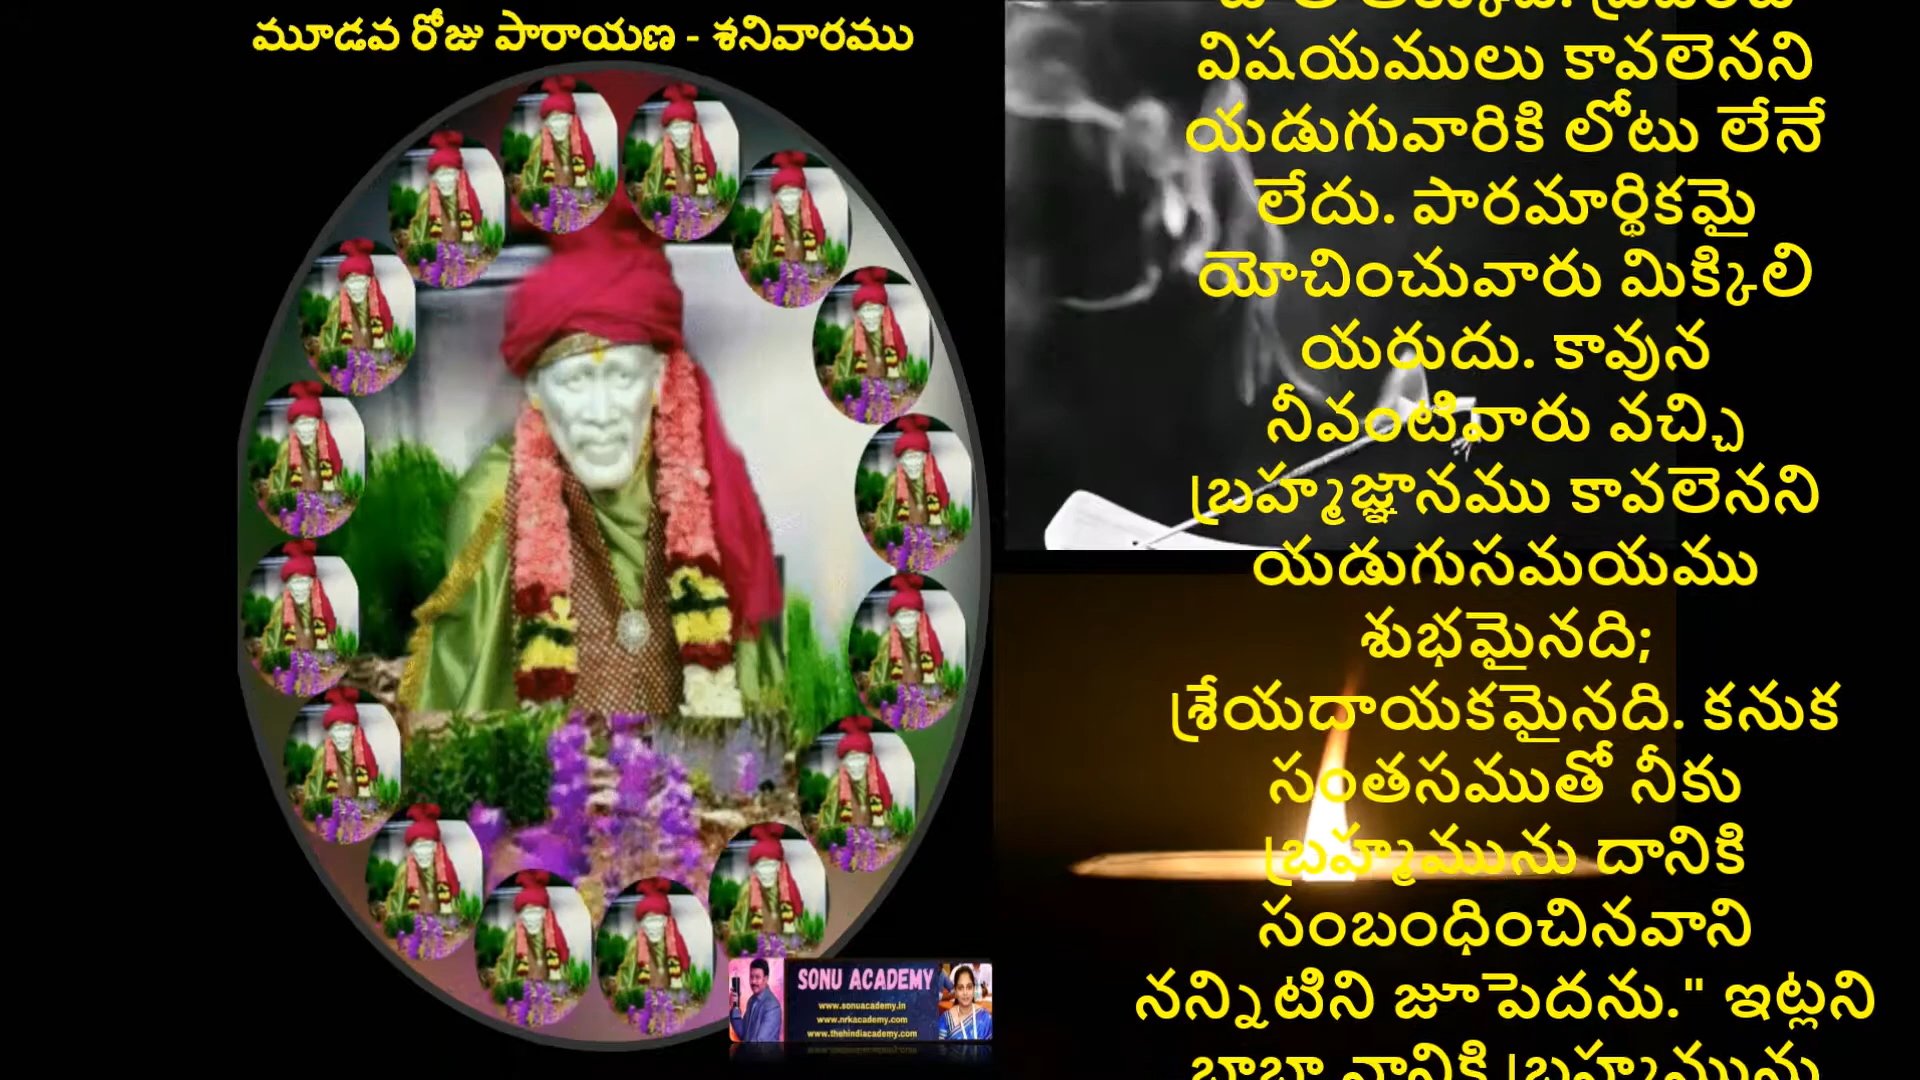 మూడవ రోజు పారాయణ - శనివారము
విషయములు కావలెనని
యడుగువారికి లోటు లేనే
లేదు. పారమార్థికమై
యోచించువారు మిక్కిలి
యరుదు. కావున
నీవంటివారు వచ్చి
బ్రహ్మజ్ఞానము కావలెనని
యడుగుసమయము
శుభమైనది;
శ్రేయదాయకమైనది. కనుక
సంతసముతో నీకు
బ్రహ్మమును దానికి
సంబంధించినవాని
నన్నిటిని జూపెదను." ఇట్లని
బాబా వానికి బ్రహ్మమును
SONU ACADEMY
www.sonuacademy.in
www.nrkacademy.com
www.thehindiacademy.com